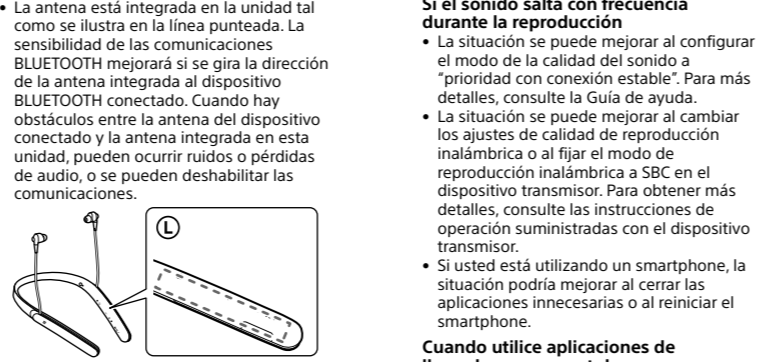 • La antena está integrada en la unidad tal
como se ilustra en la línea punteada. La
sensibilidad de las comunicaciones
BLUETOOTH mejorará si se gira la dirección
de la antena integrada al dispositivo
BLUETOOTH conectado. Cuando hay
obstáculos entre la antena del dispositivo
conectado y la antena integrada en esta
unidad, pueden ocurrir ruidos o pérdidas
de audio, o se pueden deshabilitar las
comunicaciones.
L
Si el sonido salta con frecuencia
durante la reproducción
• La situación se puede mejorar al configurar
el modo de la calidad del sonido a
“prioridad con conexión estable”. Para más
detalles, consulte la Guía de ayuda.
• La situación se puede mejorar al cambiar
los ajustes de calidad de reproducción
inalámbrica o al fijar el modo de
reproducción inalámbrica a SBC en el
dispositivo transmisor. Para obtener más
detalles, consulte las instrucciones de
operación suministradas con el dispositivo
transmisor.
• Si usted está utilizando un smartphone, la
situación podría mejorar al cerrar las
aplicaciones innecesarias o al reiniciar el
smartphone.
Cuando utilice aplicaciones de